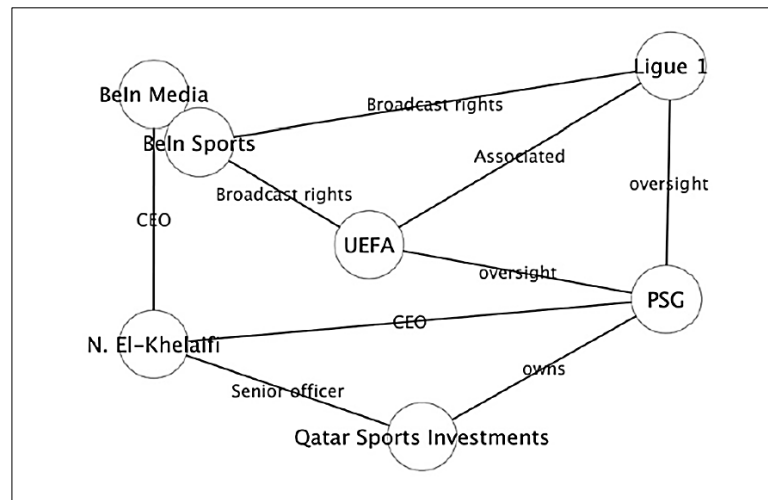 Ligue 1
BeIn Media
Broadcast rights
BeIn Sports
Associated
oversight
Broadcast rights
CEO
UEFA
oversight
PSG
CEO
N. El-Khelaifi
owns
Senior officer
Qatar Sports Investments